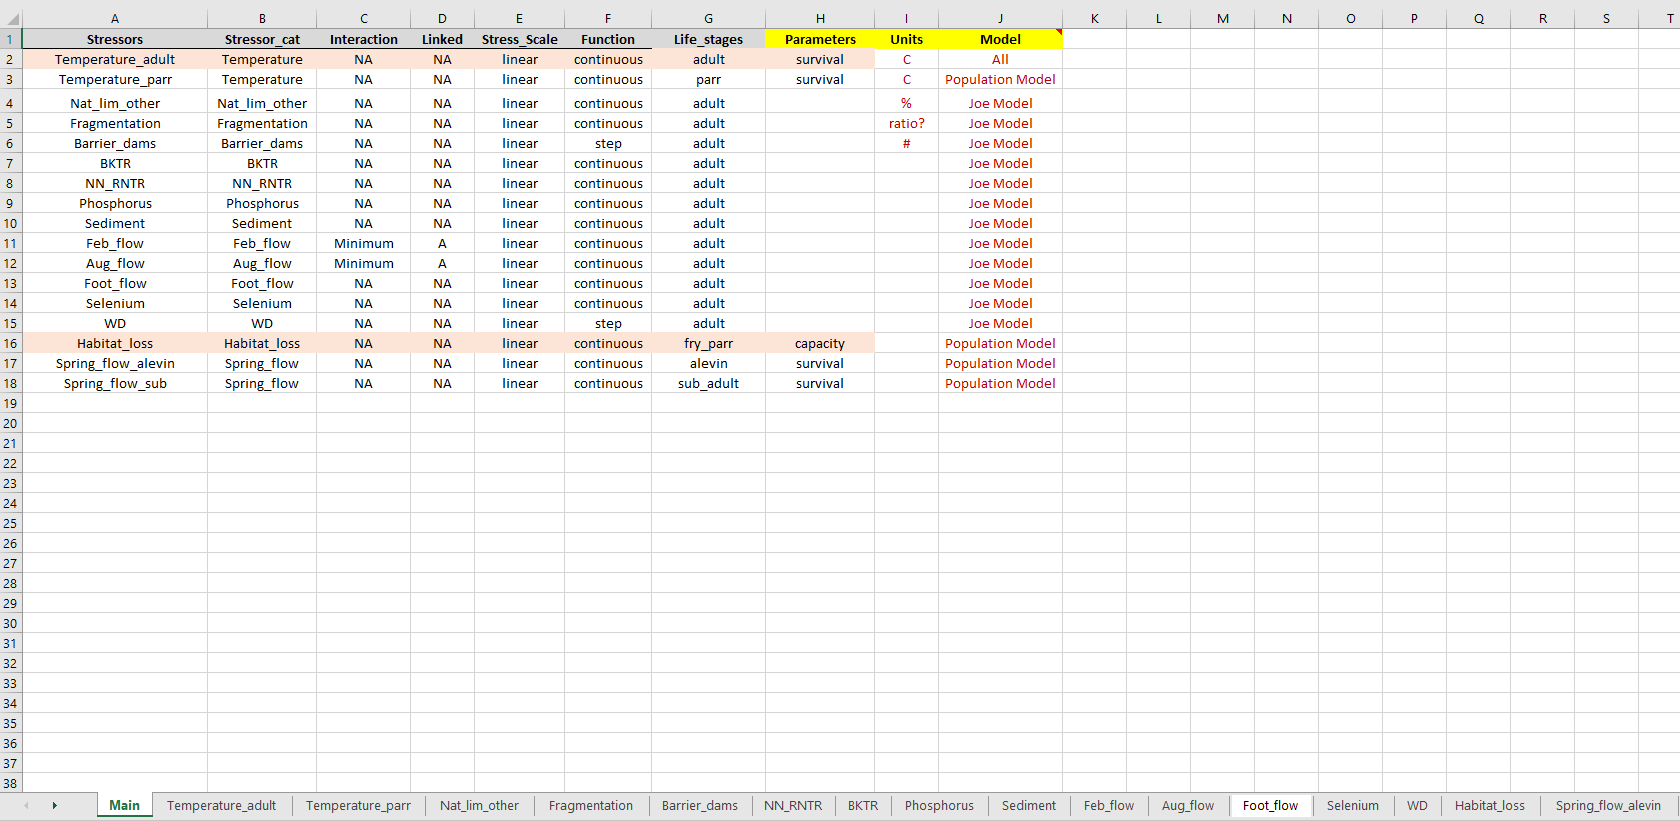 A B C D E F G H I J K L M N O P Q R S T
1 Stressors Stressor_cat Interaction Linked Stress_Scale Function Life_stages Parameters Units Model
2 Temperature_adult Temperature NA NA linear continuous adult survival C All
3 Temperature_parr Temperature NA NA linear continuous parr survival C Population Model
4 Nat_lim_other Nat_lim_other NA NA linear continuous adult % Joe Model
5 Fragmentation Fragmentation NA NA linear continuous adult ratio? Joe Model
6 Barrier_dams Barrier_dams NA NA linear step adult # Joe Model
7 BKTR BKTR NA NA linear continuous adult Joe Model
8 NN_RNTR NN_RNTR NA NA linear continuous adult Joe Model
9 Phosphorus Phosphorus NA NA linear continuous adult Joe Model
10 Sediment Sediment NA NA linear continuous adult Joe Model
11 Feb_flow Feb_flow Minimum A linear continuous adult Joe Model
12 Aug_flow Aug_flow Minimum A linear continuous adult Joe Model
13 Foot_flow Foot_flow NA NA linear continuous adult Joe Model
14 Selenium Selenium NA NA linear continuous adult Joe Model
15 WD WD NA NA linear step adult Joe Model
16 Habitat_loss Habitat_loss NA NA linear continuous fry_parr capacity Population Model
17 Spring_flow_alevin Spring_flow NA NA linear continuous alevin survival Population Model
18 Spring_flow_sub Spring_flow NA NA linear continuous sub_adult survival Population Model
19
20
21
22
23
24
25
26
27
28
29
30
31
32
33
34
35
36
37
38
Main Temperature_adult Temperature_parr Nat_lim_other Fragmentation Barrier_dams NN_RNTR BKTR Phosphorus Sediment Feb_flow Aug_flow Foot_flow Selenium WD Habitat_loss Spring_flow_alevin